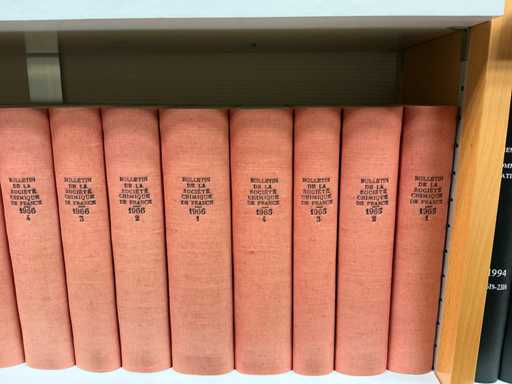 BULLETIN
DE LA
SOCIÉTÉ
CHIMIQUE
DE FRANCE
1966
4
BULLETIN
DE LA
SOCIÉTÉ
CHIMIQUE
DE FRANCE
1966
3
BULLETIN
DE LA
SOCIÉTÉ
CHIMIQUE
DE FRANCE
1966
2
BULLETIN
DE LA
SOCIÉTÉ
CHIMIQUE
DE FRANCE
1966
1
BULLETIN
DE LA
SOCIÉTÉ
CHIMIQUE
DE FRANCE
1965
4
BULLETIN
DE LA
SOCIÉTÉ
CHIMIQUE
DE FRANCE
1965
3
BULLETIN
DE LA
SOCIÉTÉ
CHIMIQUE
DE FRANCE
1965
2
BULLETIN
DE LA
SOCIÉTÉ
CHIMIQUE
DE FRANCE
1965
1
1994